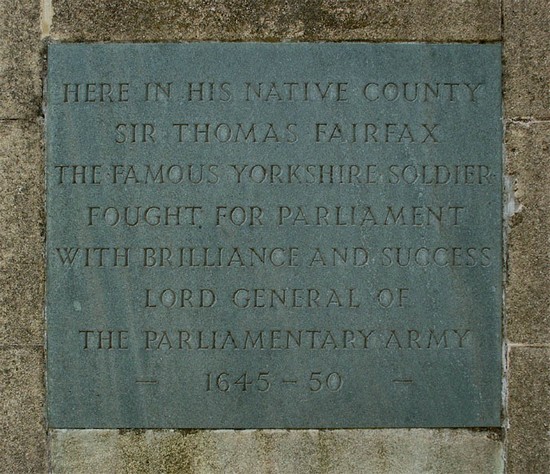 HERE IN HIS NATIVE COUNTY
SIR THOMAS FAIRFAX
THE FAMOUS YORKSHIRE SOLDIER
FOUGHT FOR PARLIAMENT
WITH BRILLIANCE AND SUCCESS
LORD GENERAL OF
THE PARLIAMENTARY ARMY
— 1645 – 50 —